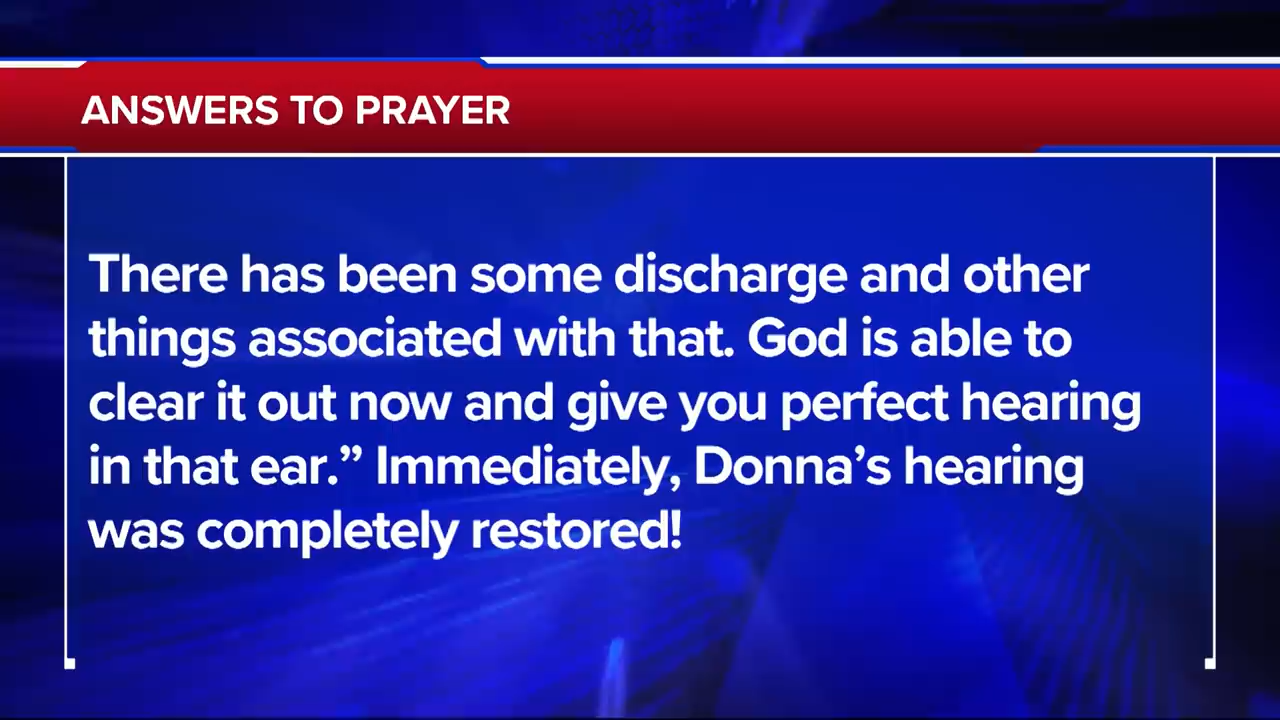 ANSWERS TO PRAYER
There has been some discharge and other
things associated with that. God is able to
clear it out now and give you perfect hearing
in that ear.” Immediately, Donna’s hearing
was completely restored!